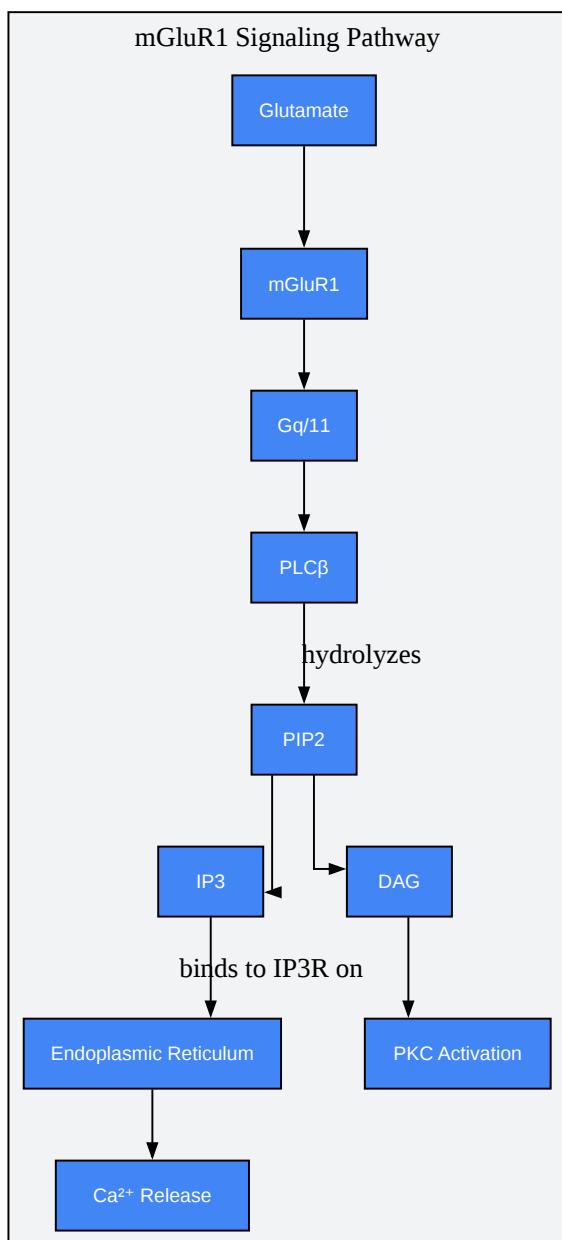 mGluR1 Signaling Pathway
Glutamate
mGluR1
Gq/11
PLCβ
hydrolyzes
PIP2
IP3
DAG
binds to IP3R on
Endoplasmic Reticulum
PKC Activation
Ca²⁺ Release